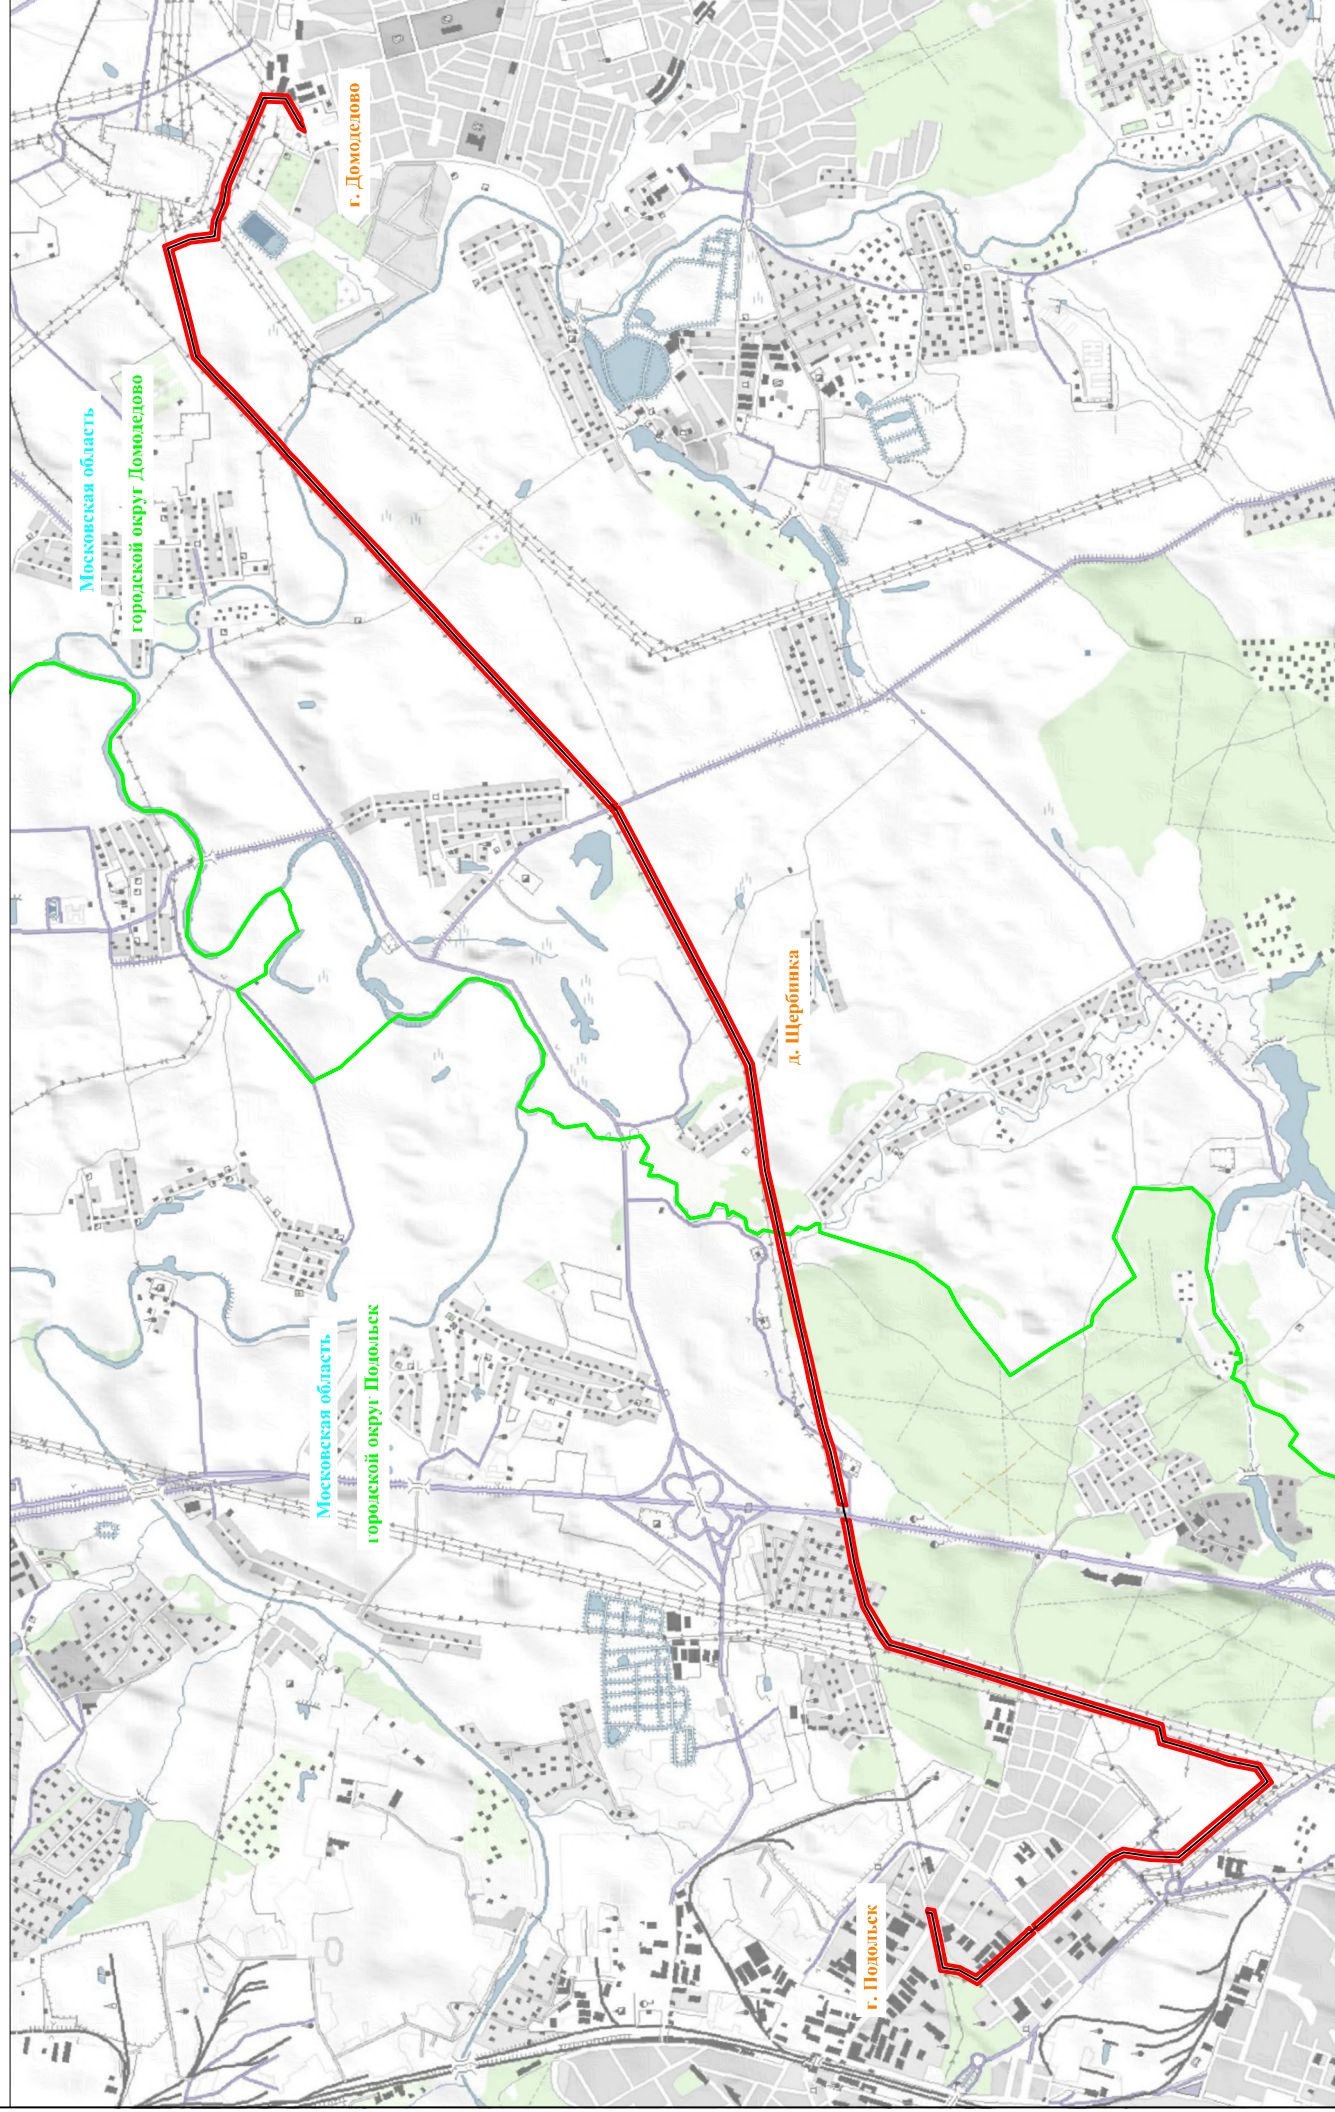 Московская область
городской округ Домодедово
г. Домодедово
д. Щербинка
Московская область
городской округ Подольск
г. Подольск